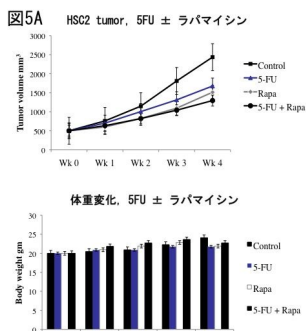 図5A
HSC2 tumor, 5FU ± ラパマイシン
Tumor volume mm³
3000
2500
2000
1500
1000
500
0
Wk 0 Wk 1 Wk 2 Wk 3 Wk 4
Control
5-FU
Rapa
5-FU + Rapa
体重変化, 5FU ± ラパマイシン
Body weight gm
30
25
20
15
10
5
0
Control
5-FU
Rapa
5-FU + Rapa